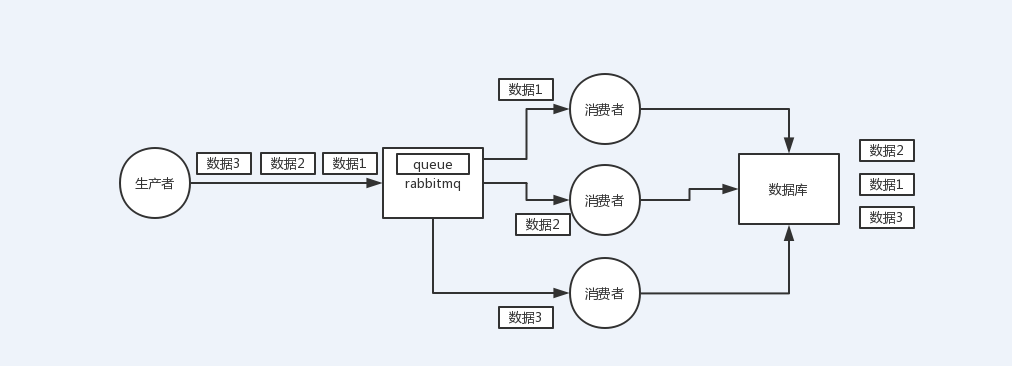 数据1
消费者
数据3
数据2
数据1
queue
rabbitmq
生产者
消费者
数据2
消费者
数据3
数据库
数据2
数据1
数据3